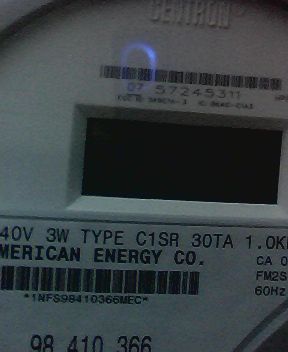 CENTRON
07 57245311
40V 3W TYPE C1SR 30TA 1.0K
MERICAN ENERGY CO.
CA 0
FM2S
*1NFS98410366MEC*
60Hz
98 410 366